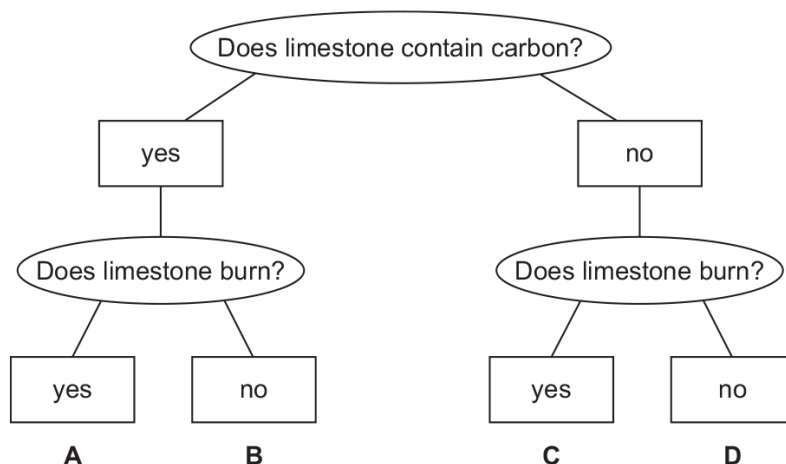 Does limestone contain carbon?
yes
no
Does limestone burn?
Does limestone burn?
yes
no
yes
no
A
B
C
D